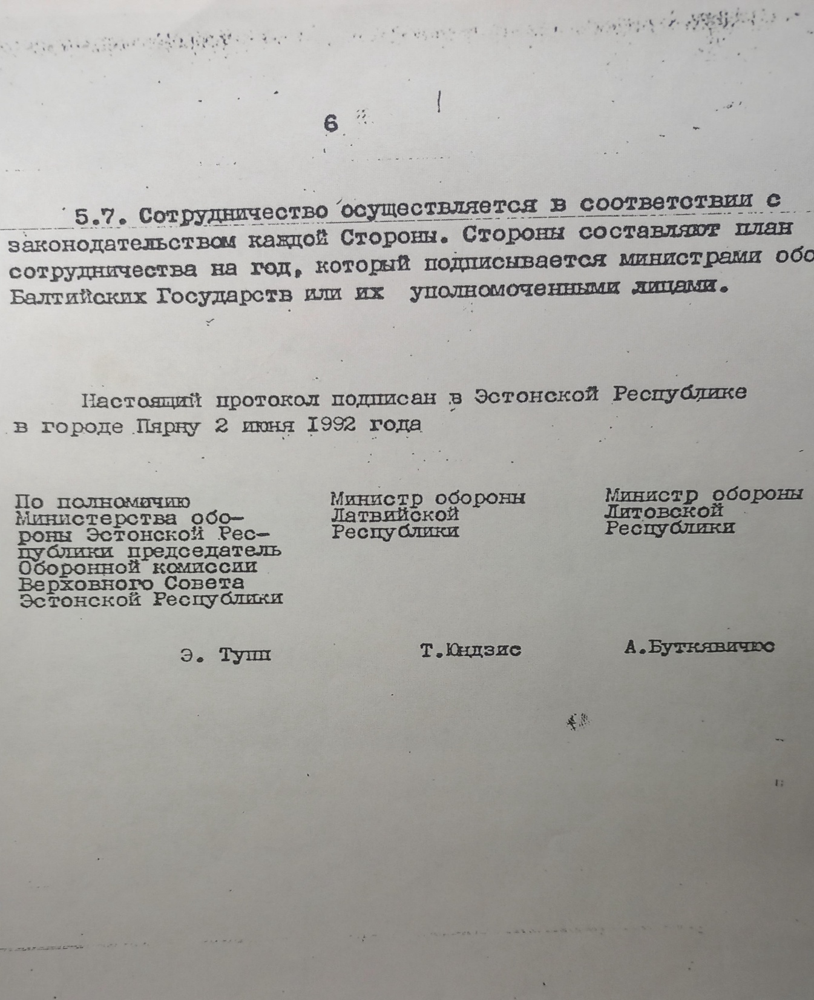 6
5.7. Сотрудничество осуществляется в соответствии с
законодательством каждой Стороны. Стороны составляют план
сотрудничества на год, который подписывается министрами обо
Балтийских Государств или их уполномоченными лицами.
Настоящий протокол подписан в Эстонской Республике
в городе Пярну 2 июня 1992 года
По полномичию
Министерства обо-
роны Эстонской Рес-
публики председатель
Оборонной комиссии
Верховного Совета
Эстонской Республики
Министр обороны
Латвийской
Республики
Министр обороны
Литовской
Республики
Э. Тупп
Т.Юндзис
А.Буткявичюс